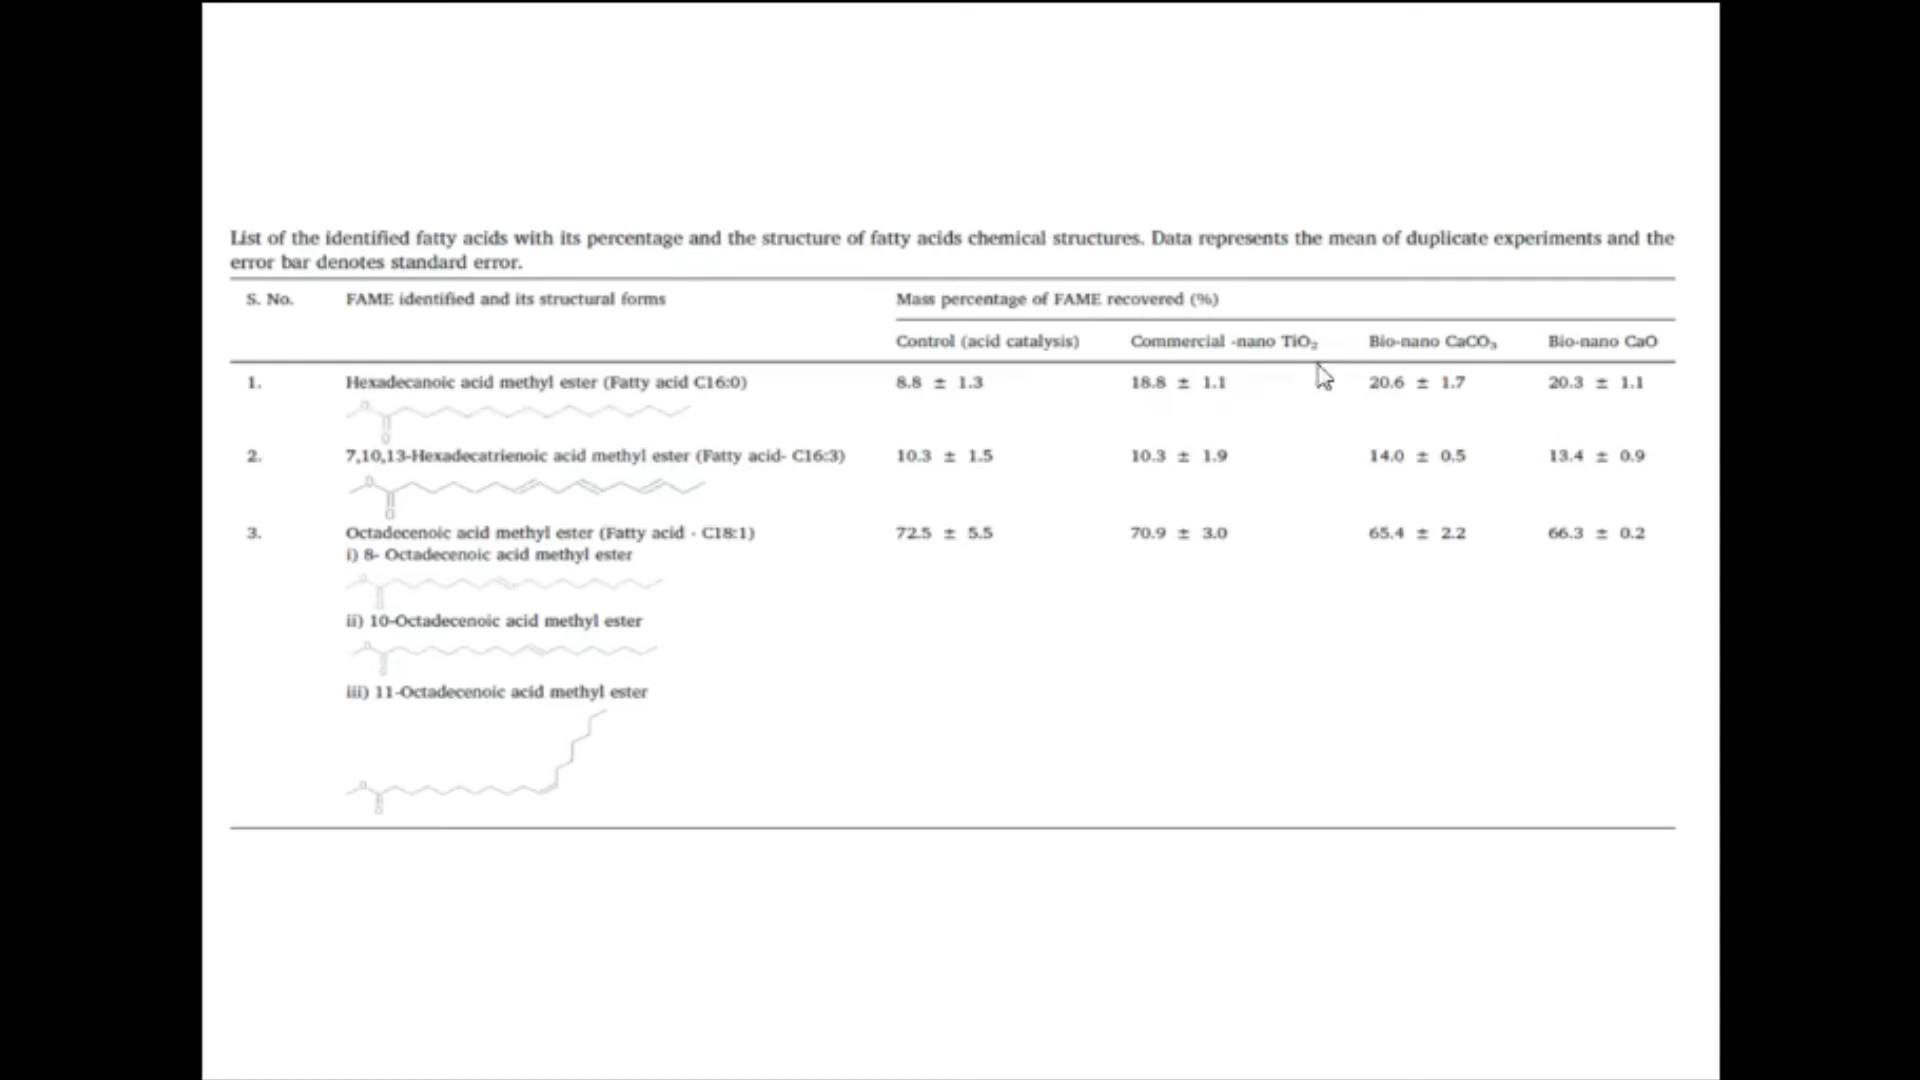 List of the identified fatty acids with its percentage and the structure of fatty acids chemical structures. Data represents the mean of duplicate experiments and the
error bar denotes standard error.
S. No. FAME identified and its structural forms Mass percentage of FAME recovered (%)
Control (acid catalysis) Commercial -nano TiO₂ Bio-nano CaCO₃ Bio-nano CaO
1. Hexadecanoic acid methyl ester (Fatty acid C16:0) 8.8 ± 1.3 18.8 ± 1.1 20.6 ± 1.7 20.3 ± 1.1
O
O
2. 7,10,13-Hexadecatrienoic acid methyl ester (Fatty acid- C16:3) 10.3 ± 1.5 10.3 ± 1.9 14.0 ± 0.5 13.4 ± 0.9
O
O
3. Octadecenoic acid methyl ester (Fatty acid - C18:1) 72.5 ± 5.5 70.9 ± 3.0 65.4 ± 2.2 66.3 ± 0.2
i) 8- Octadecenoic acid methyl ester
O
O
ii) 10-Octadecenoic acid methyl ester
O
O
iii) 11-Octadecenoic acid methyl ester
O
O